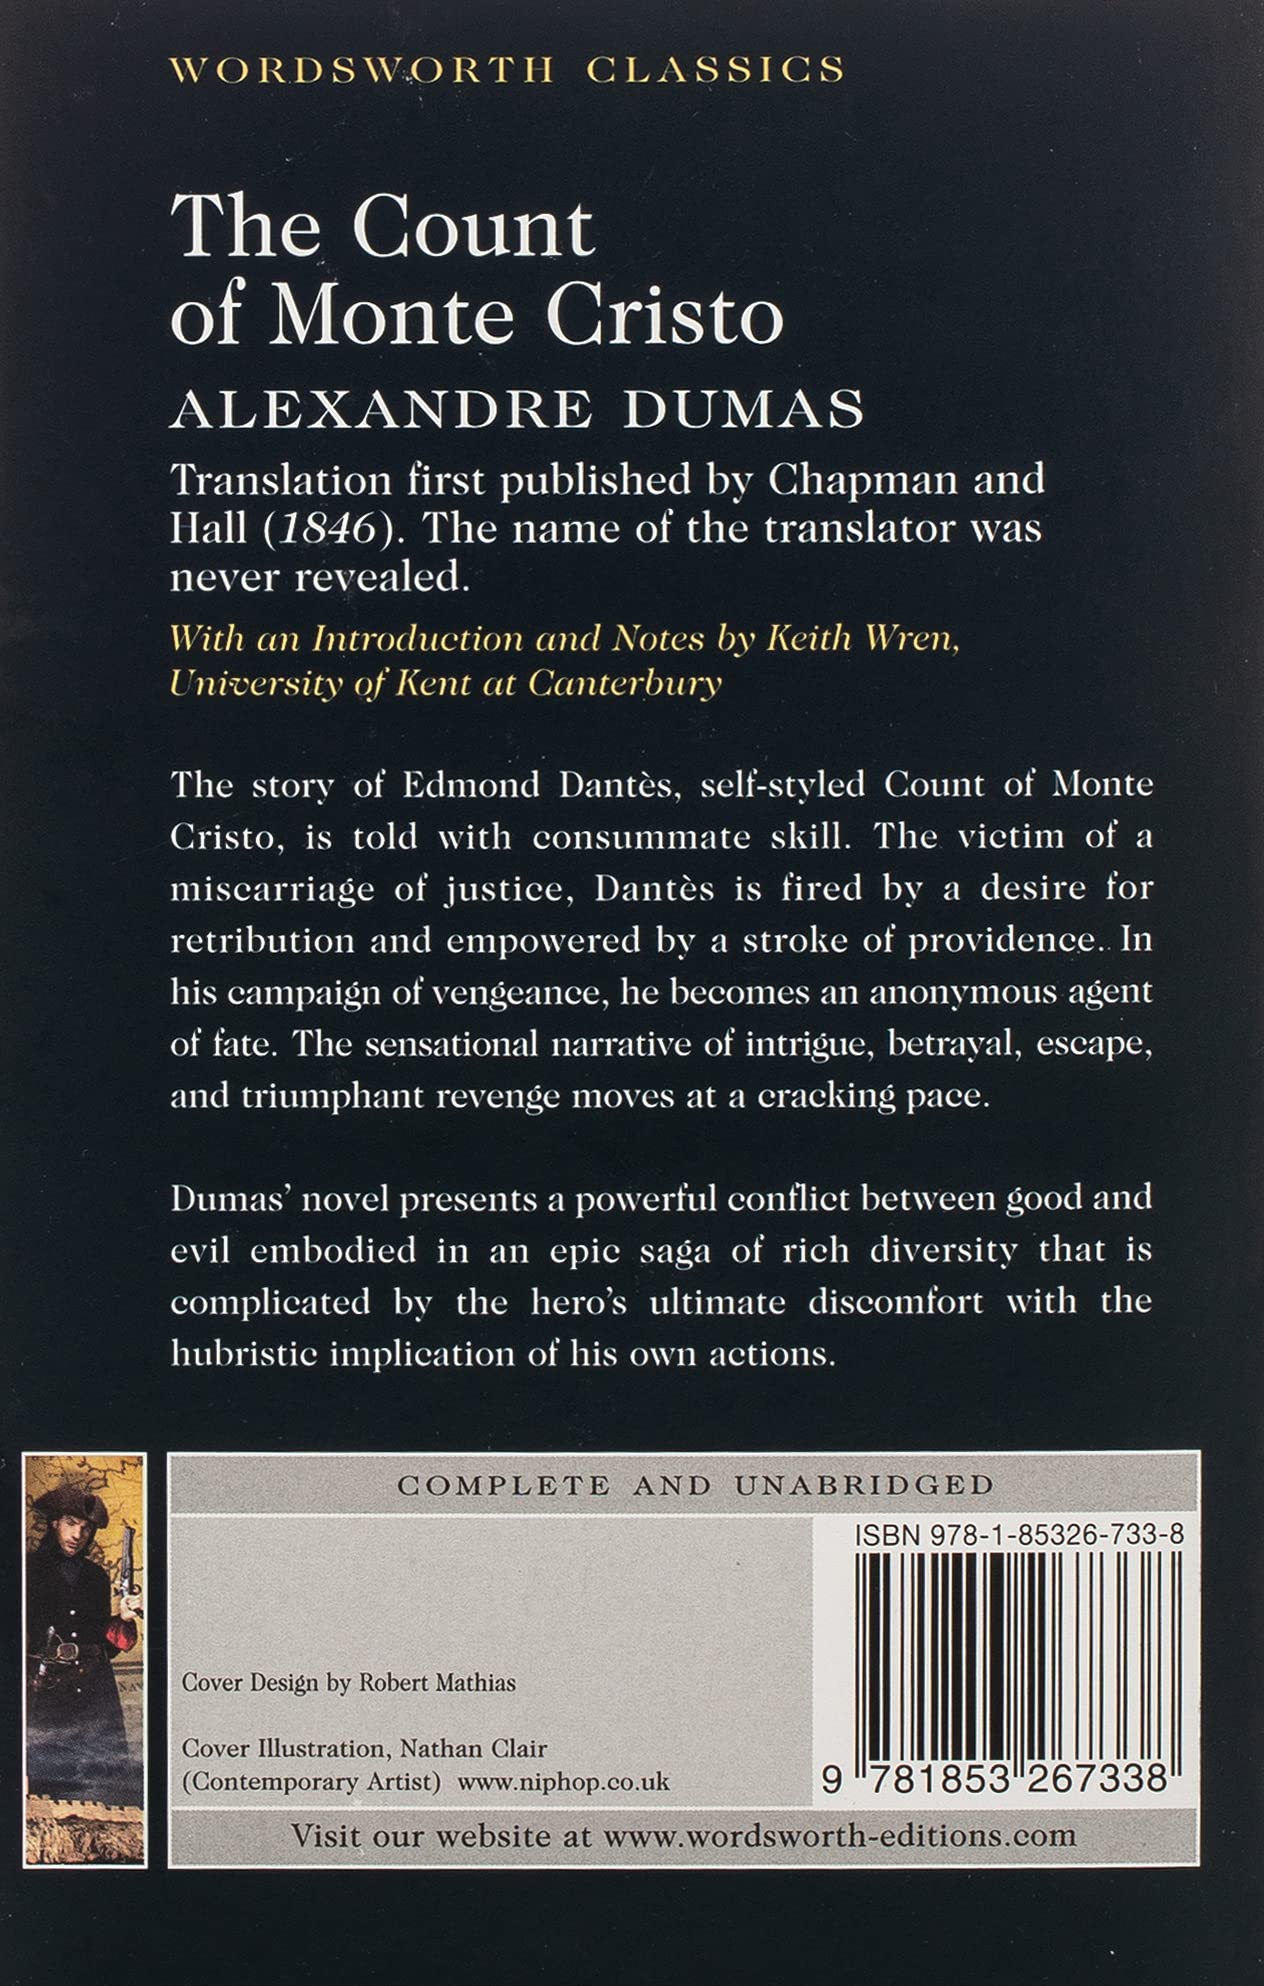 WORDSWORTH CLASSICS
The Count
of Monte Cristo
ALEXANDRE DUMAS
Translation first published by Chapman and
Hall (1846). The name of the translator was
never revealed.
With an Introduction and Notes by Keith Wren,
University of Kent at Canterbury
The story of Edmond Dantès, self-styled Count of Monte
Cristo, is told with consummate skill. The victim of a
miscarriage of justice, Dantès is fired by a desire for
retribution and empowered by a stroke of providence. In
his campaign of vengeance, he becomes an anonymous agent
of fate. The sensational narrative of intrigue, betrayal, escape,
and triumphant revenge moves at a cracking pace.
Dumas’ novel presents a powerful conflict between good and
evil embodied in an epic saga of rich diversity that is
complicated by the hero’s ultimate discomfort with the
hubristic implication of his own actions.
COMPLETE AND UNABRIDGED
ISBN 978-1-85326-733-8
Cover Design by Robert Mathias
Cover Illustration, Nathan Clair
(Contemporary Artist) www.niphop.co.uk
9 781853 267338
Visit our website at www.wordsworth-editions.com